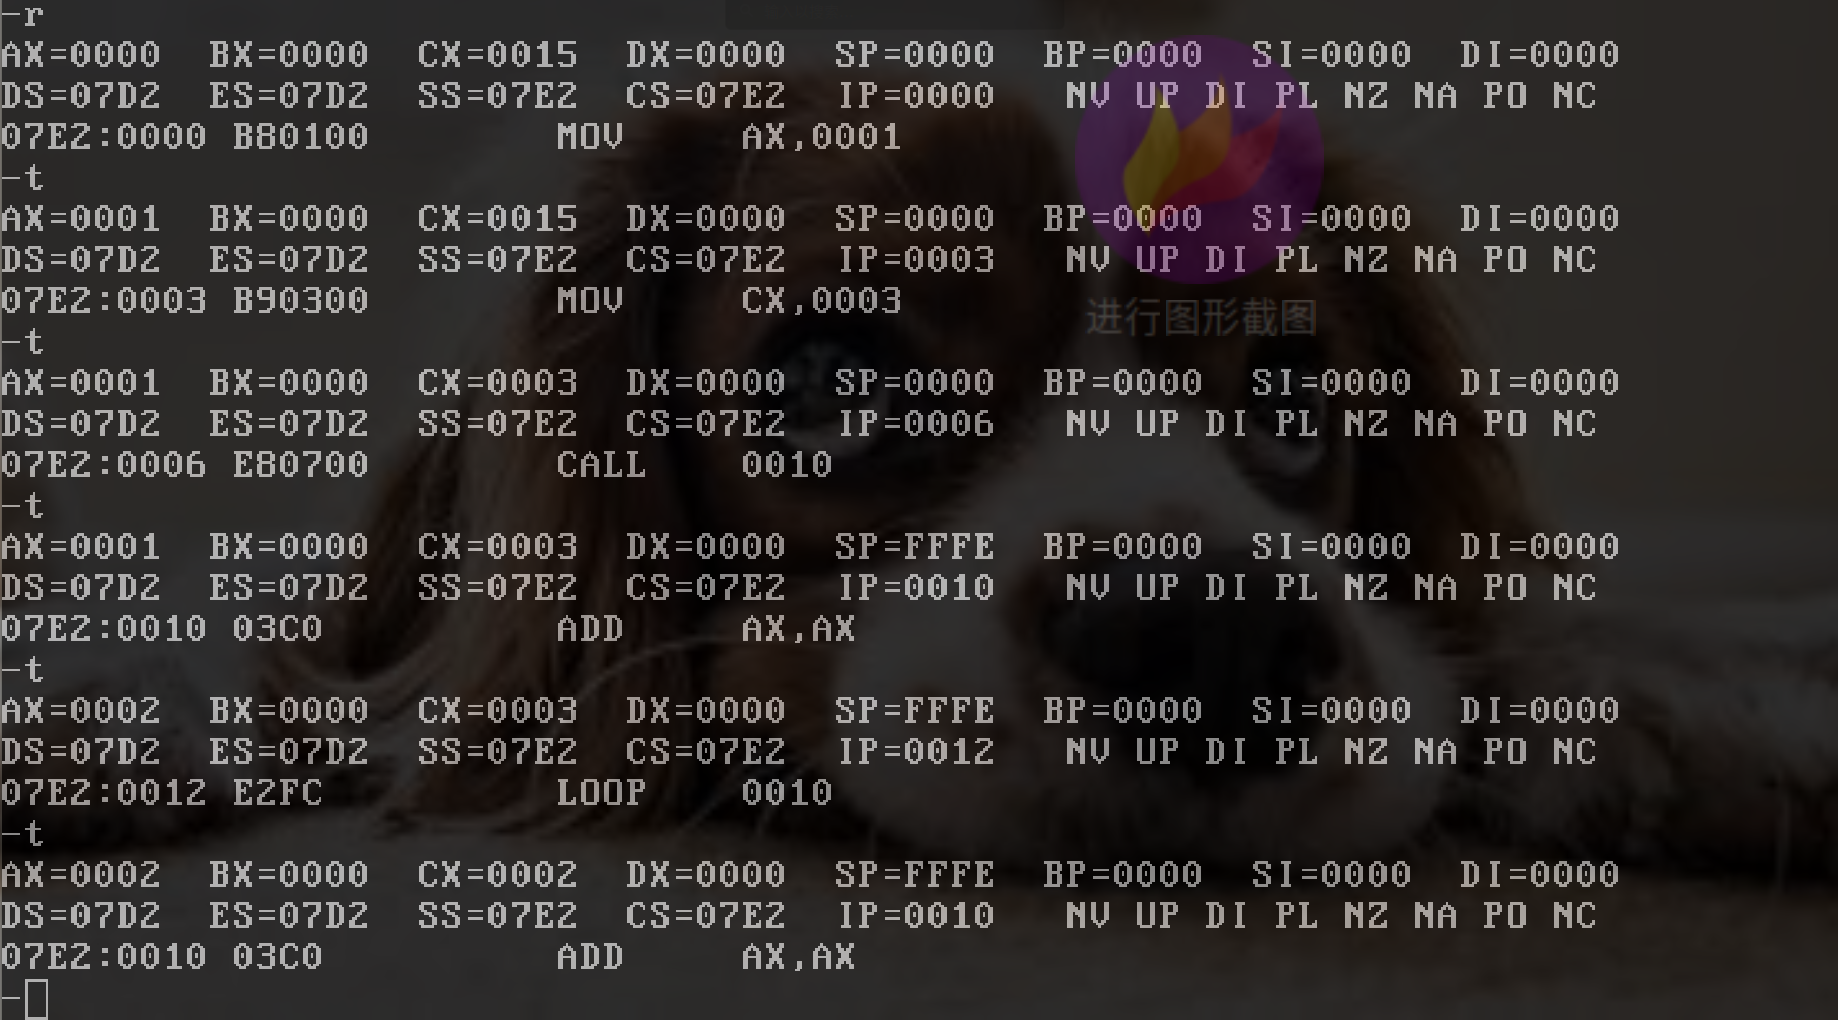 -r
AX=0000 BX=0000 CX=0015 DX=0000 SP=0000 BP=0000 SI=0000 DI=0000
DS=07D2 ES=07D2 SS=07E2 CS=07E2 IP=0000 NV UP DI PL NZ NA PO NC
07E2:0000 B80100 MOV AX,0001
-t
AX=0001 BX=0000 CX=0015 DX=0000 SP=0000 BP=0000 SI=0000 DI=0000
DS=07D2 ES=07D2 SS=07E2 CS=07E2 IP=0003 NV UP DI PL NZ NA PO NC
07E2:0003 B90300 MOV CX,0003
进行图形截图
-t
AX=0001 BX=0000 CX=0003 DX=0000 SP=0000 BP=0000 SI=0000 DI=0000
DS=07D2 ES=07D2 SS=07E2 CS=07E2 IP=0006 NV UP DI PL NZ NA PO NC
07E2:0006 E80700 CALL 0010
-t
AX=0001 BX=0000 CX=0003 DX=0000 SP=FFFE BP=0000 SI=0000 DI=0000
DS=07D2 ES=07D2 SS=07E2 CS=07E2 IP=0010 NV UP DI PL NZ NA PO NC
07E2:0010 03C0 ADD AX,AX
-t
AX=0002 BX=0000 CX=0003 DX=0000 SP=FFFE BP=0000 SI=0000 DI=0000
DS=07D2 ES=07D2 SS=07E2 CS=07E2 IP=0012 NV UP DI PL NZ NA PO NC
07E2:0012 E2FC LOOP 0010
-t
AX=0002 BX=0000 CX=0002 DX=0000 SP=FFFE BP=0000 SI=0000 DI=0000
DS=07D2 ES=07D2 SS=07E2 CS=07E2 IP=0010 NV UP DI PL NZ NA PO NC
07E2:0010 03C0 ADD AX,AX
-